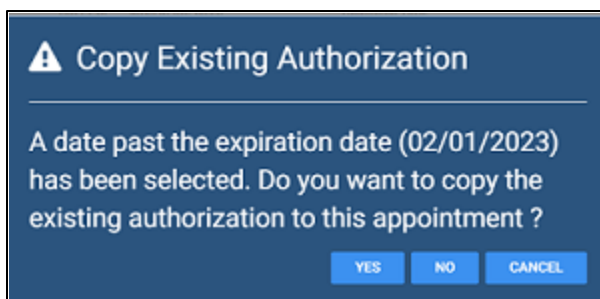 Copy Existing Authorization
A date past the expiration date (02/01/2023)
has been selected. Do you want to copy the
existing authorization to this appointment ?
YES NO CANCEL